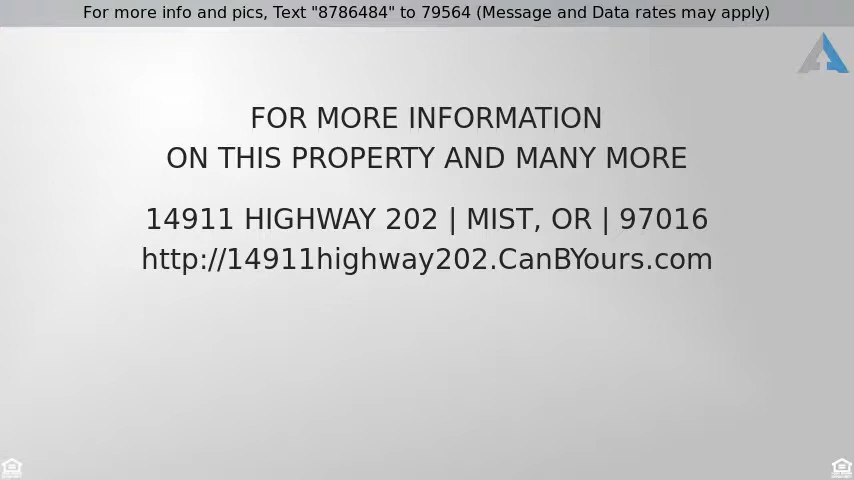 For more info and pics, Text "8786484" to 79564 (Message and Data rates may apply)
FOR MORE INFORMATION
ON THIS PROPERTY AND MANY MORE
14911 HIGHWAY 202 | MIST, OR | 97016
http://14911highway202.CanBYours.com